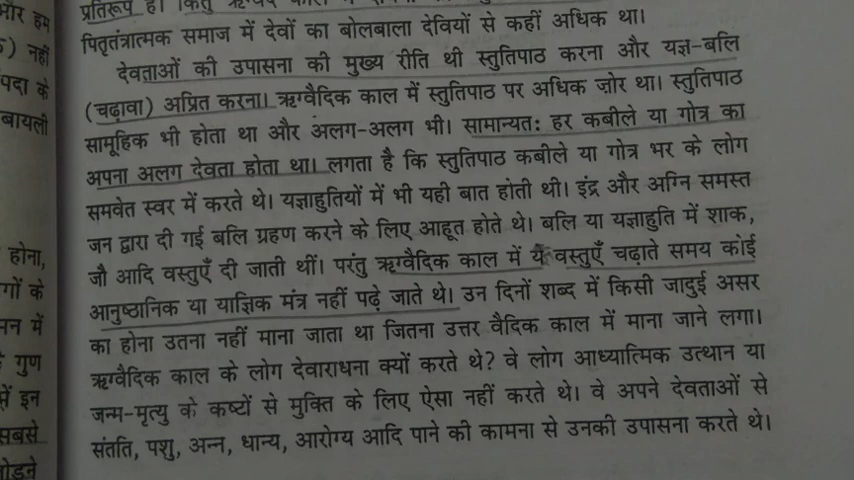 ओर हम
) नहीं
पदा के
बायली
होना,
गों के
मन में
गुण
में इन
सबसे
जोड़ने
प्रतिरूप है। किंतु ऋग्वैदिक काल में
पितृतंत्रात्मक समाज में देवों का बोलबाला देवियों से कहीं अधिक था।
देवताओं की उपासना की मुख्य रीति थी स्तुतिपाठ करना और यज्ञ-बलि
(चढ़ावा) अप्रित करना। ऋग्वैदिक काल में स्तुतिपाठ पर अधिक ज़ोर था। स्तुतिपाठ
सामूहिक भी होता था और अलग-अलग भी। सामान्यतः हर कबीले या गोत्र का
अपना अलग देवता होता था। लगता है कि स्तुतिपाठ कबीले या गोत्र भर के लोग
समवेत स्वर में करते थे। यज्ञाहुतियों में भी यही बात होती थी। इंद्र और अग्नि समस्त
जन द्वारा दी गई बलि ग्रहण करने के लिए आहूत होते थे। बलि या यज्ञाहुति में शाक,
जौ आदि वस्तुएँ दी जाती थीं। परंतु ऋग्वैदिक काल में ये वस्तुएँ चढ़ाते समय कोई
आनुष्ठानिक या याज्ञिक मंत्र नहीं पढ़े जाते थे। उन दिनों शब्द में किसी जादुई असर
का होना उतना नहीं माना जाता था जितना उत्तर वैदिक काल में माना जाने लगा।
ऋग्वैदिक काल के लोग देवाराधना क्यों करते थे? वे लोग आध्यात्मिक उत्थान या
जन्म-मृत्यु के कष्टों से मुक्ति के लिए ऐसा नहीं करते थे। वे अपने देवताओं से
संतति, पशु, अन्न, धान्य, आरोग्य आदि पाने की कामना से उनकी उपासना करते थे।